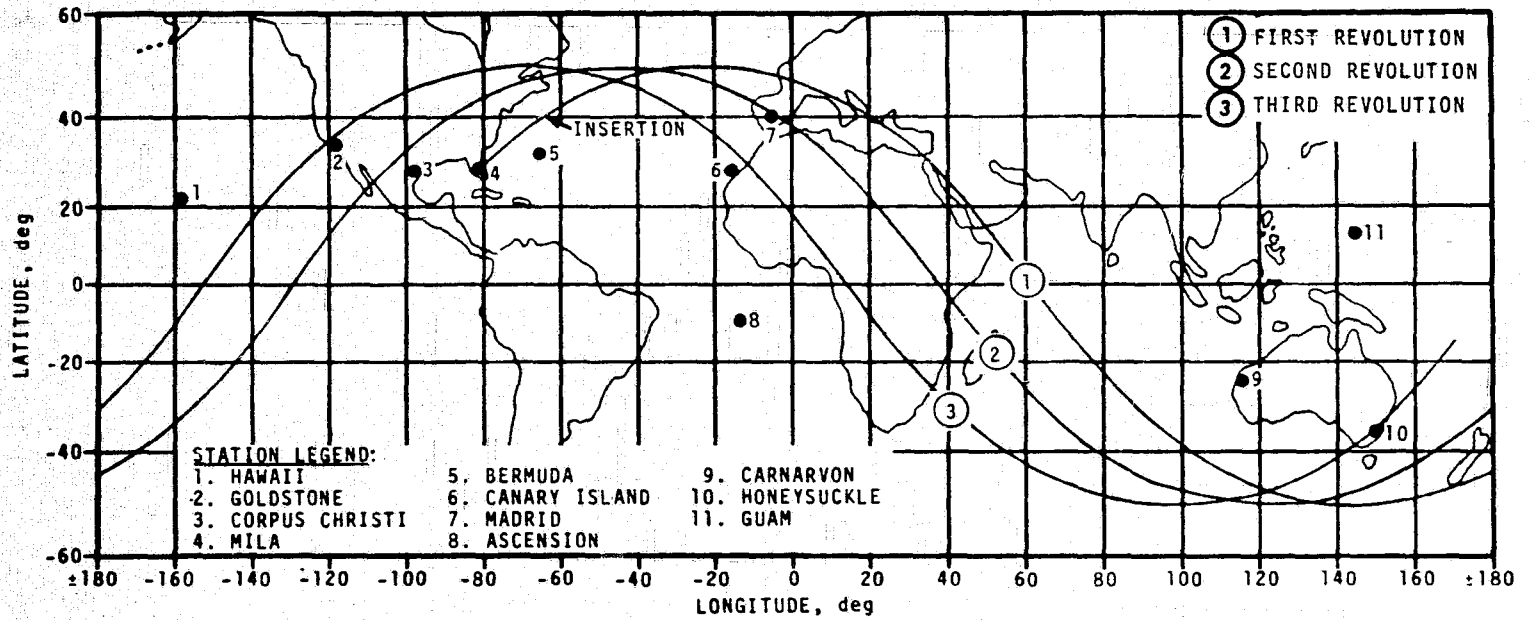 60
40
20
0
-20
-40
-60
LATITUDE, deg
1 FIRST REVOLUTION
2 SECOND REVOLUTION
3 THIRD REVOLUTION
INSERTION
1
2
3
4
5
6
7
8
9
10
11
1
2
3
STATION LEGEND:
1. HAWAII
2. GOLDSTONE
3. CORPUS CHRISTI
4. MILA
5. BERMUDA
6. CANARY ISLAND
7. MADRID
8. ASCENSION
9. CARNARVON
10. HONEYSUCKLE
11. GUAM
±180 -160 -140 -120 -100 -80 -60 -40 -20 0 20 40 60 80 100 120 140 160 ±180
LONGITUDE, deg